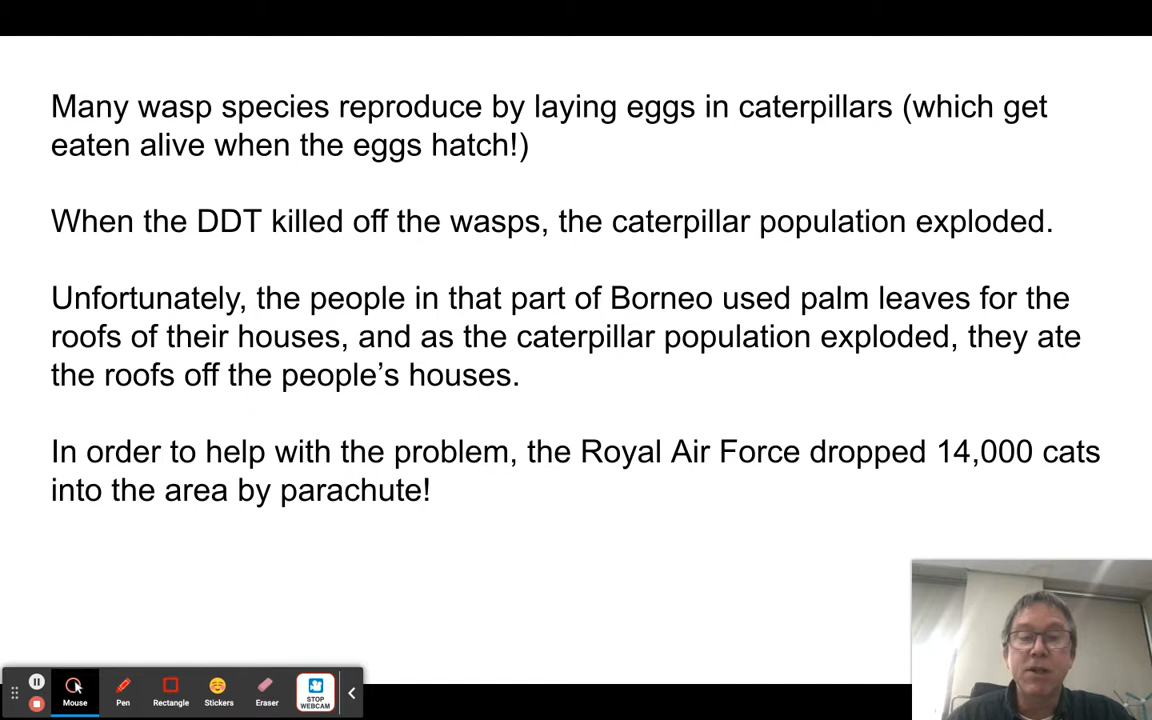 Many wasp species reproduce by laying eggs in caterpillars (which get
eaten alive when the eggs hatch!)
When the DDT killed off the wasps, the caterpillar population exploded.
Unfortunately, the people in that part of Borneo used palm leaves for the
roofs of their houses, and as the caterpillar population exploded, they ate
the roofs off the people’s houses.
In order to help with the problem, the Royal Air Force dropped 14,000 cats
into the area by parachute!
Mouse
Pen
Rectangle
Stickers
Eraser
STOP
WEBCAM